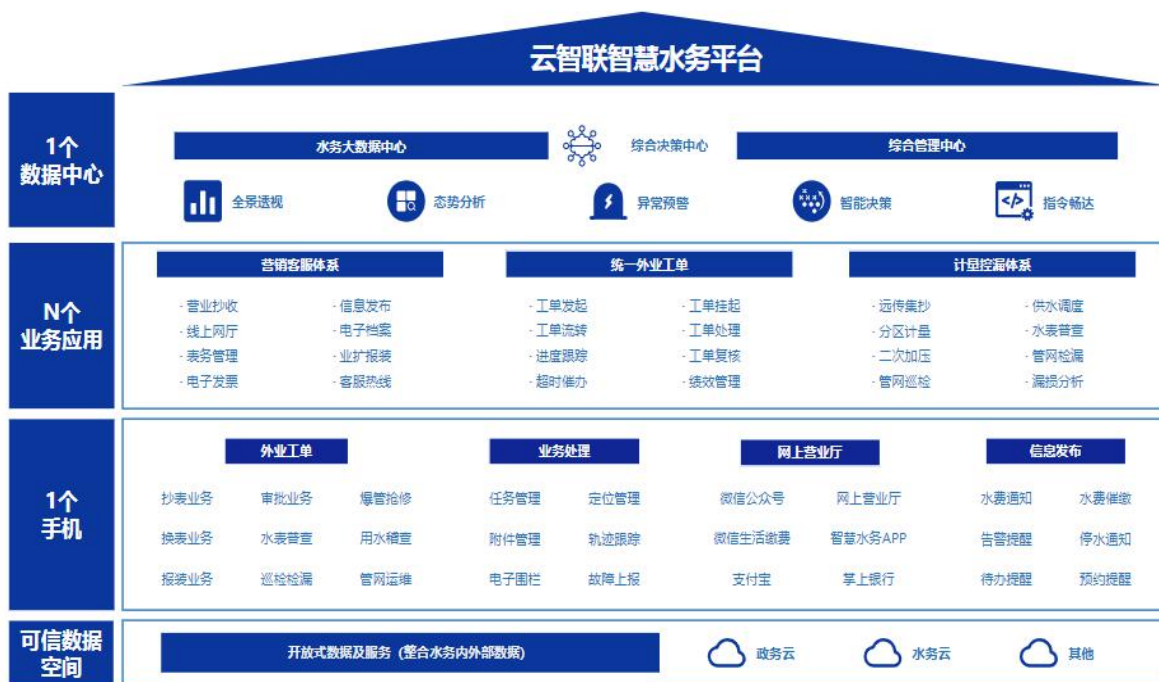 云智联智慧水务平台
1个
数据中心
水务大数据中心 综合决策中心 综合管理中心
全景透视 态势分析 异常预警 智能决策 指令畅达
N个
业务应用
营销客服体系 统一外业工单 计量控漏体系
- 营业抄收 - 信息发布 - 工单发起 - 工单挂起 - 远传集抄 - 供水调度
- 线上网厅 - 电子档案 - 工单流转 - 工单处理 - 分区计量 - 水表普查
- 表务管理 - 业扩报装 - 进度跟踪 - 工单复核 - 二次加压 - 管网检漏
- 电子发票 - 客服热线 - 超时催办 - 绩效管理 - 管网巡检 - 漏损分析
1个
手机
外业工单 业务处理 网上营业厅 信息发布
抄表业务 审批业务 爆管抢修 任务管理 定位管理 微信公众号 网上营业厅 水费通知 水费催缴
换表业务 水表普查 用水稽查 附件管理 轨迹跟踪 微信生活缴费 智慧水务APP 告警提醒 停水通知
报装业务 巡检检漏 管网运维 电子围栏 故障上报 支付宝 掌上银行 待办提醒 预约提醒
可信数据
空间
开放式数据及服务 (整合水务内外部数据) 政务云 水务云 其他